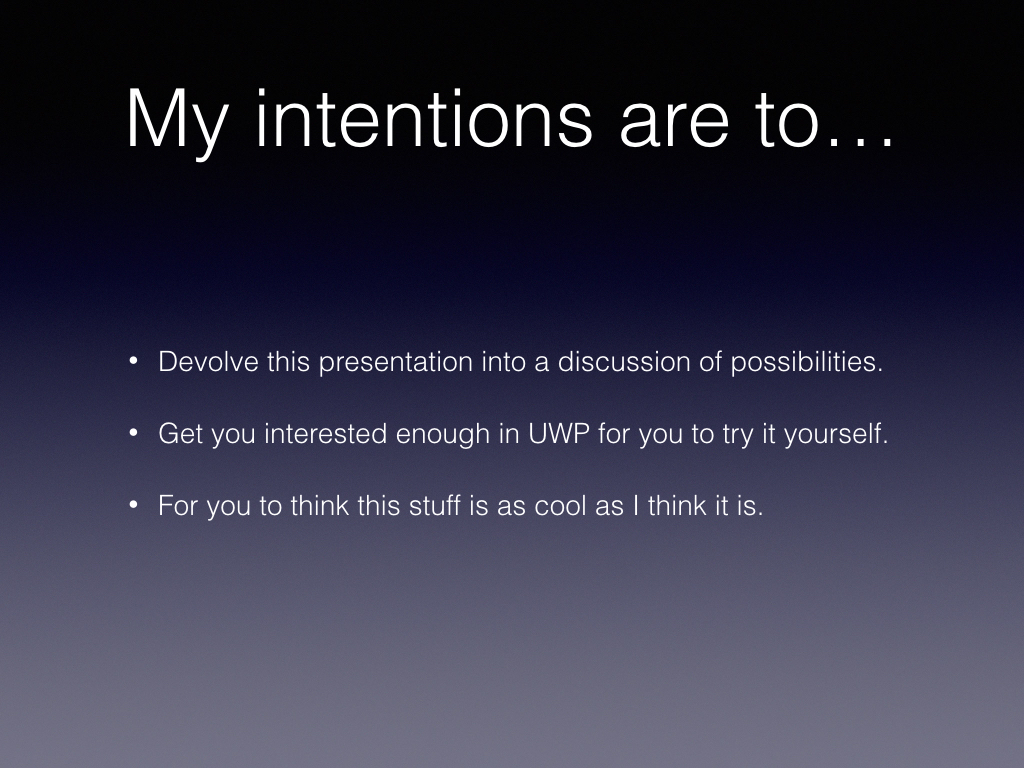 My intentions are to…
• Devolve this presentation into a discussion of possibilities.
• Get you interested enough in UWP for you to try it yourself.
• For you to think this stuff is as cool as I think it is.